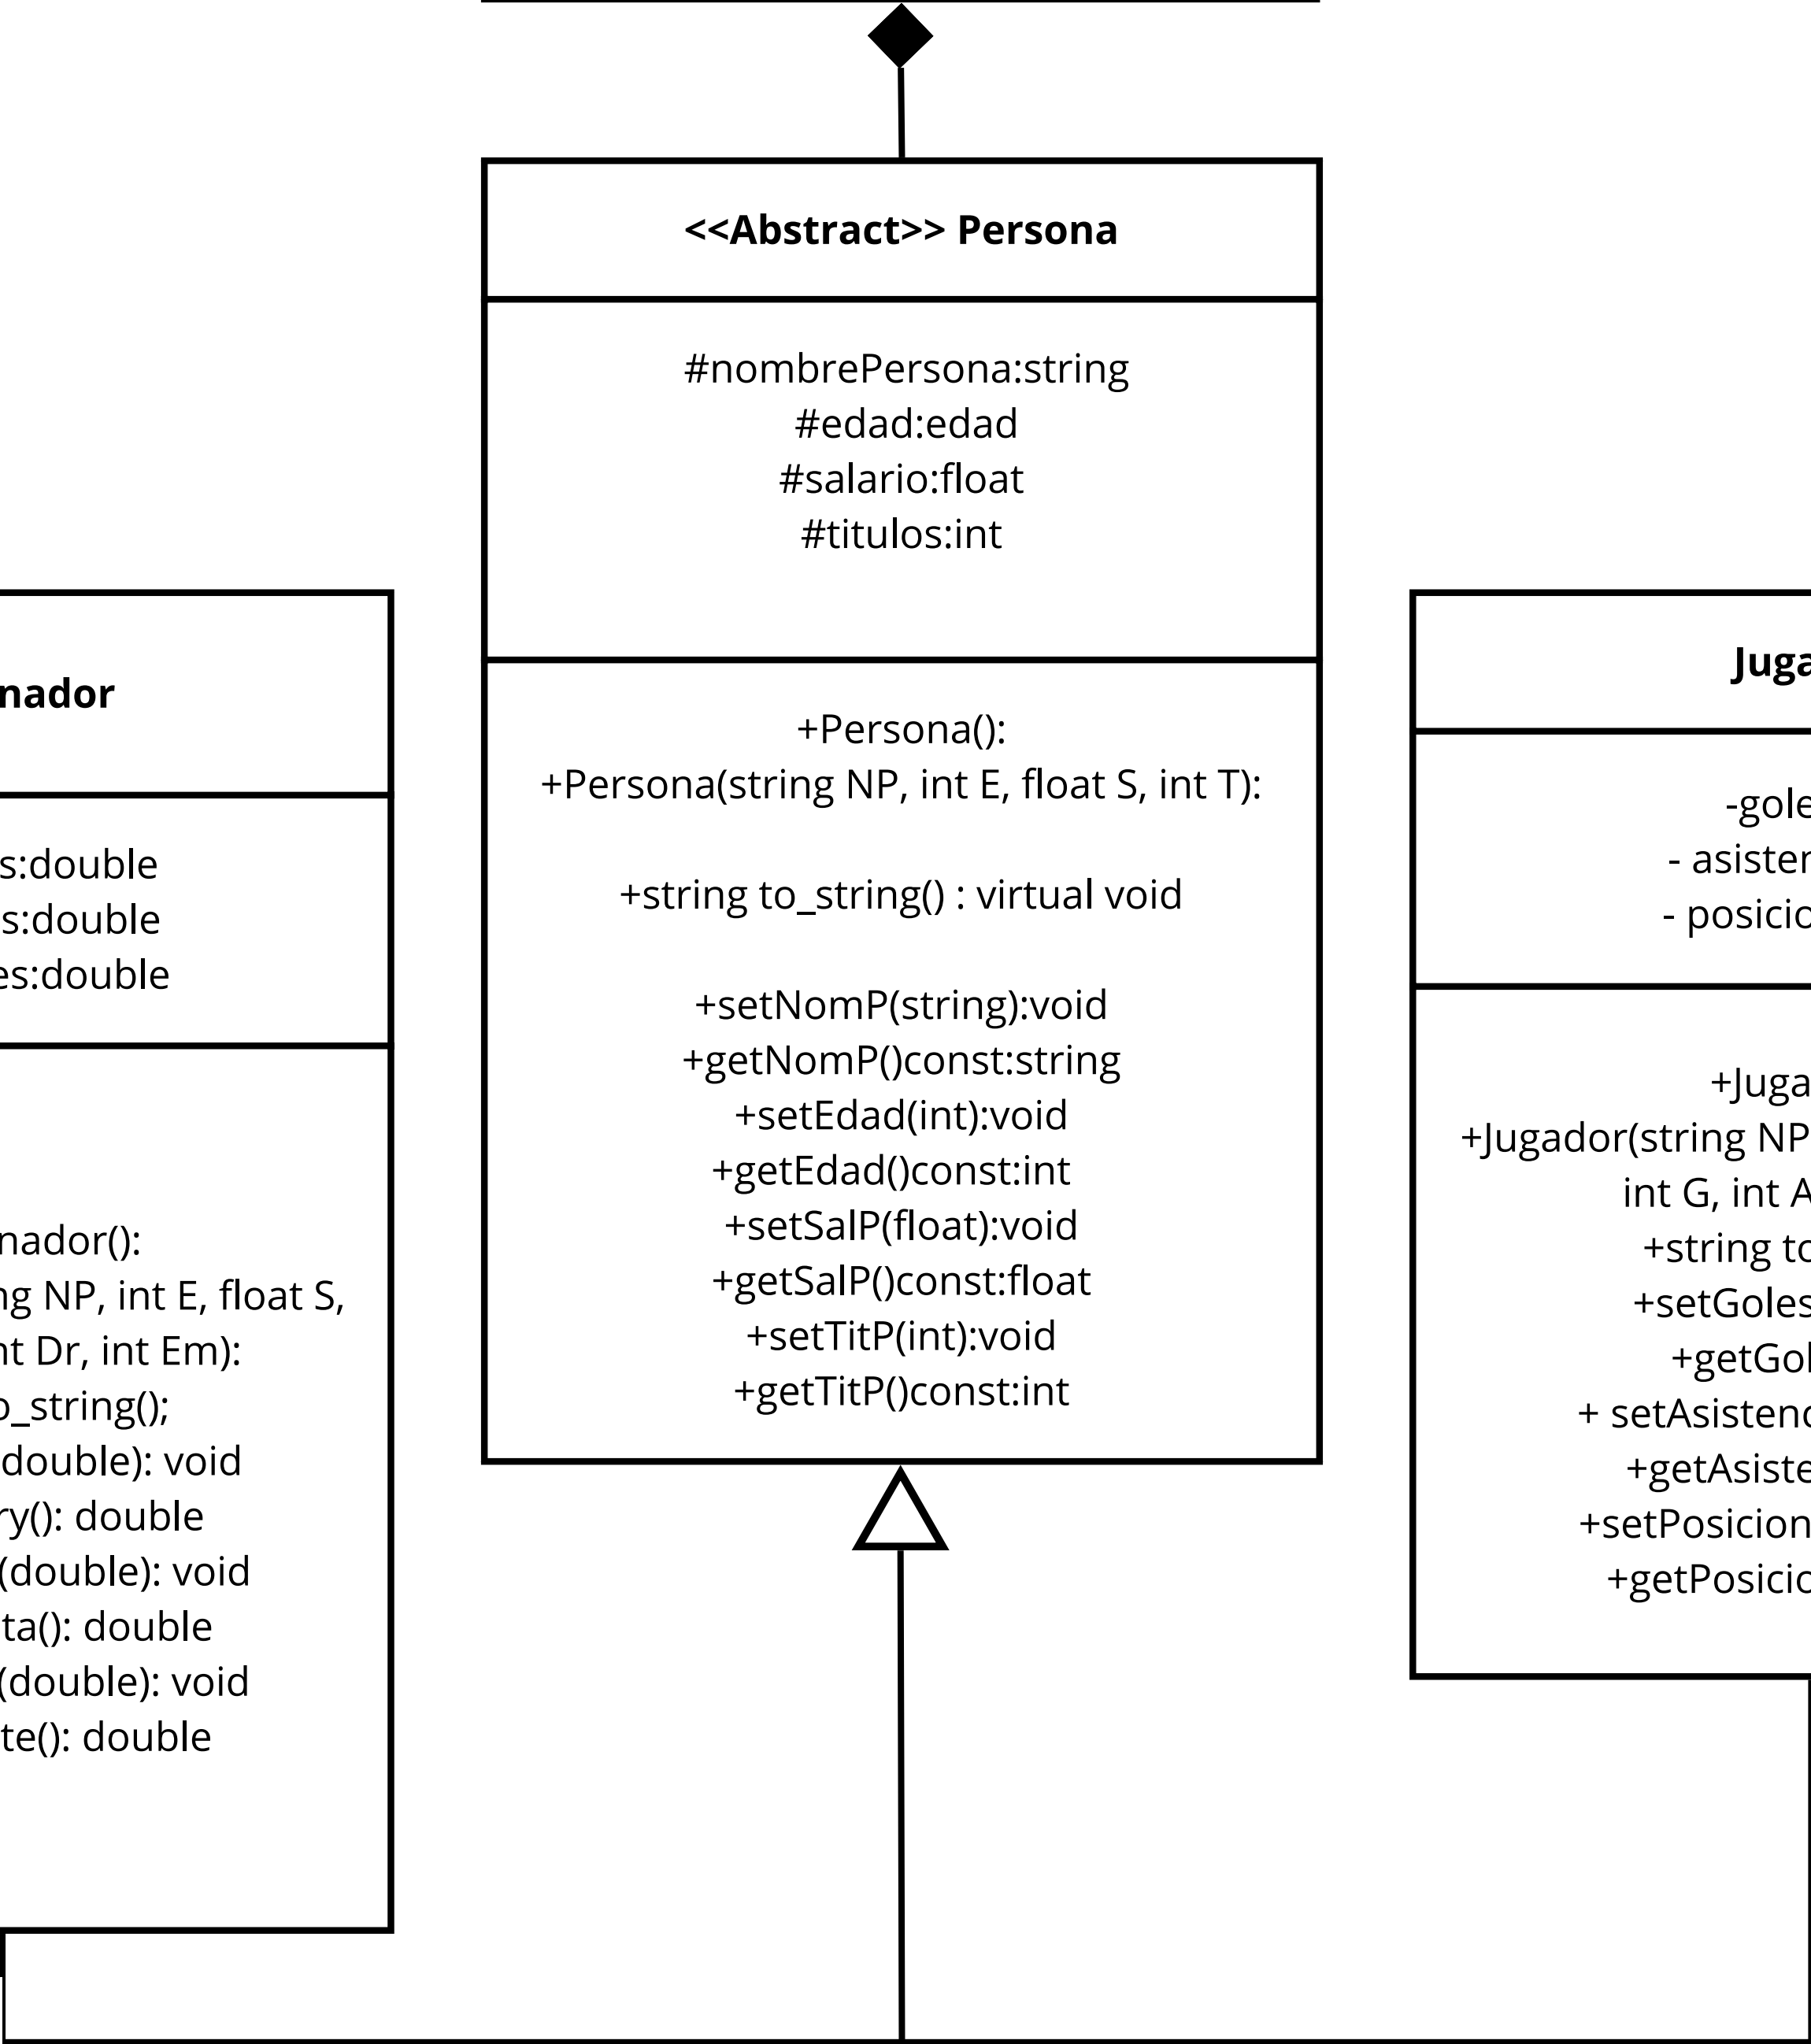 <<Abstract>> Persona
#nombrePersona:string
#edad:edad
#salario:float
#titulos:int
+Persona():
+Persona(string NP, int E, float S, int T):
+string to_string() : virtual void
+setNomP(string):void
+getNomP()const:string
+setEdad(int):void
+getEdad()const:int
+setSalP(float):void
+getSalP()const:float
+setTitP(int):void
+getTitP()const:int
nador
s:double
s:double
es:double
nador():
ng NP, int E, float S,
nt Dr, int Em):
o_string();
(double): void
ry(): double
(double): void
ta(): double
(double): void
te(): double
Juga
-gole
- asisten
- posicio
+Juga
+Jugador(string NP
int G, int A
+string to
+setGoles
+getGol
+ setAsistenc
+getAsiste
+setPosicion
+getPosicio